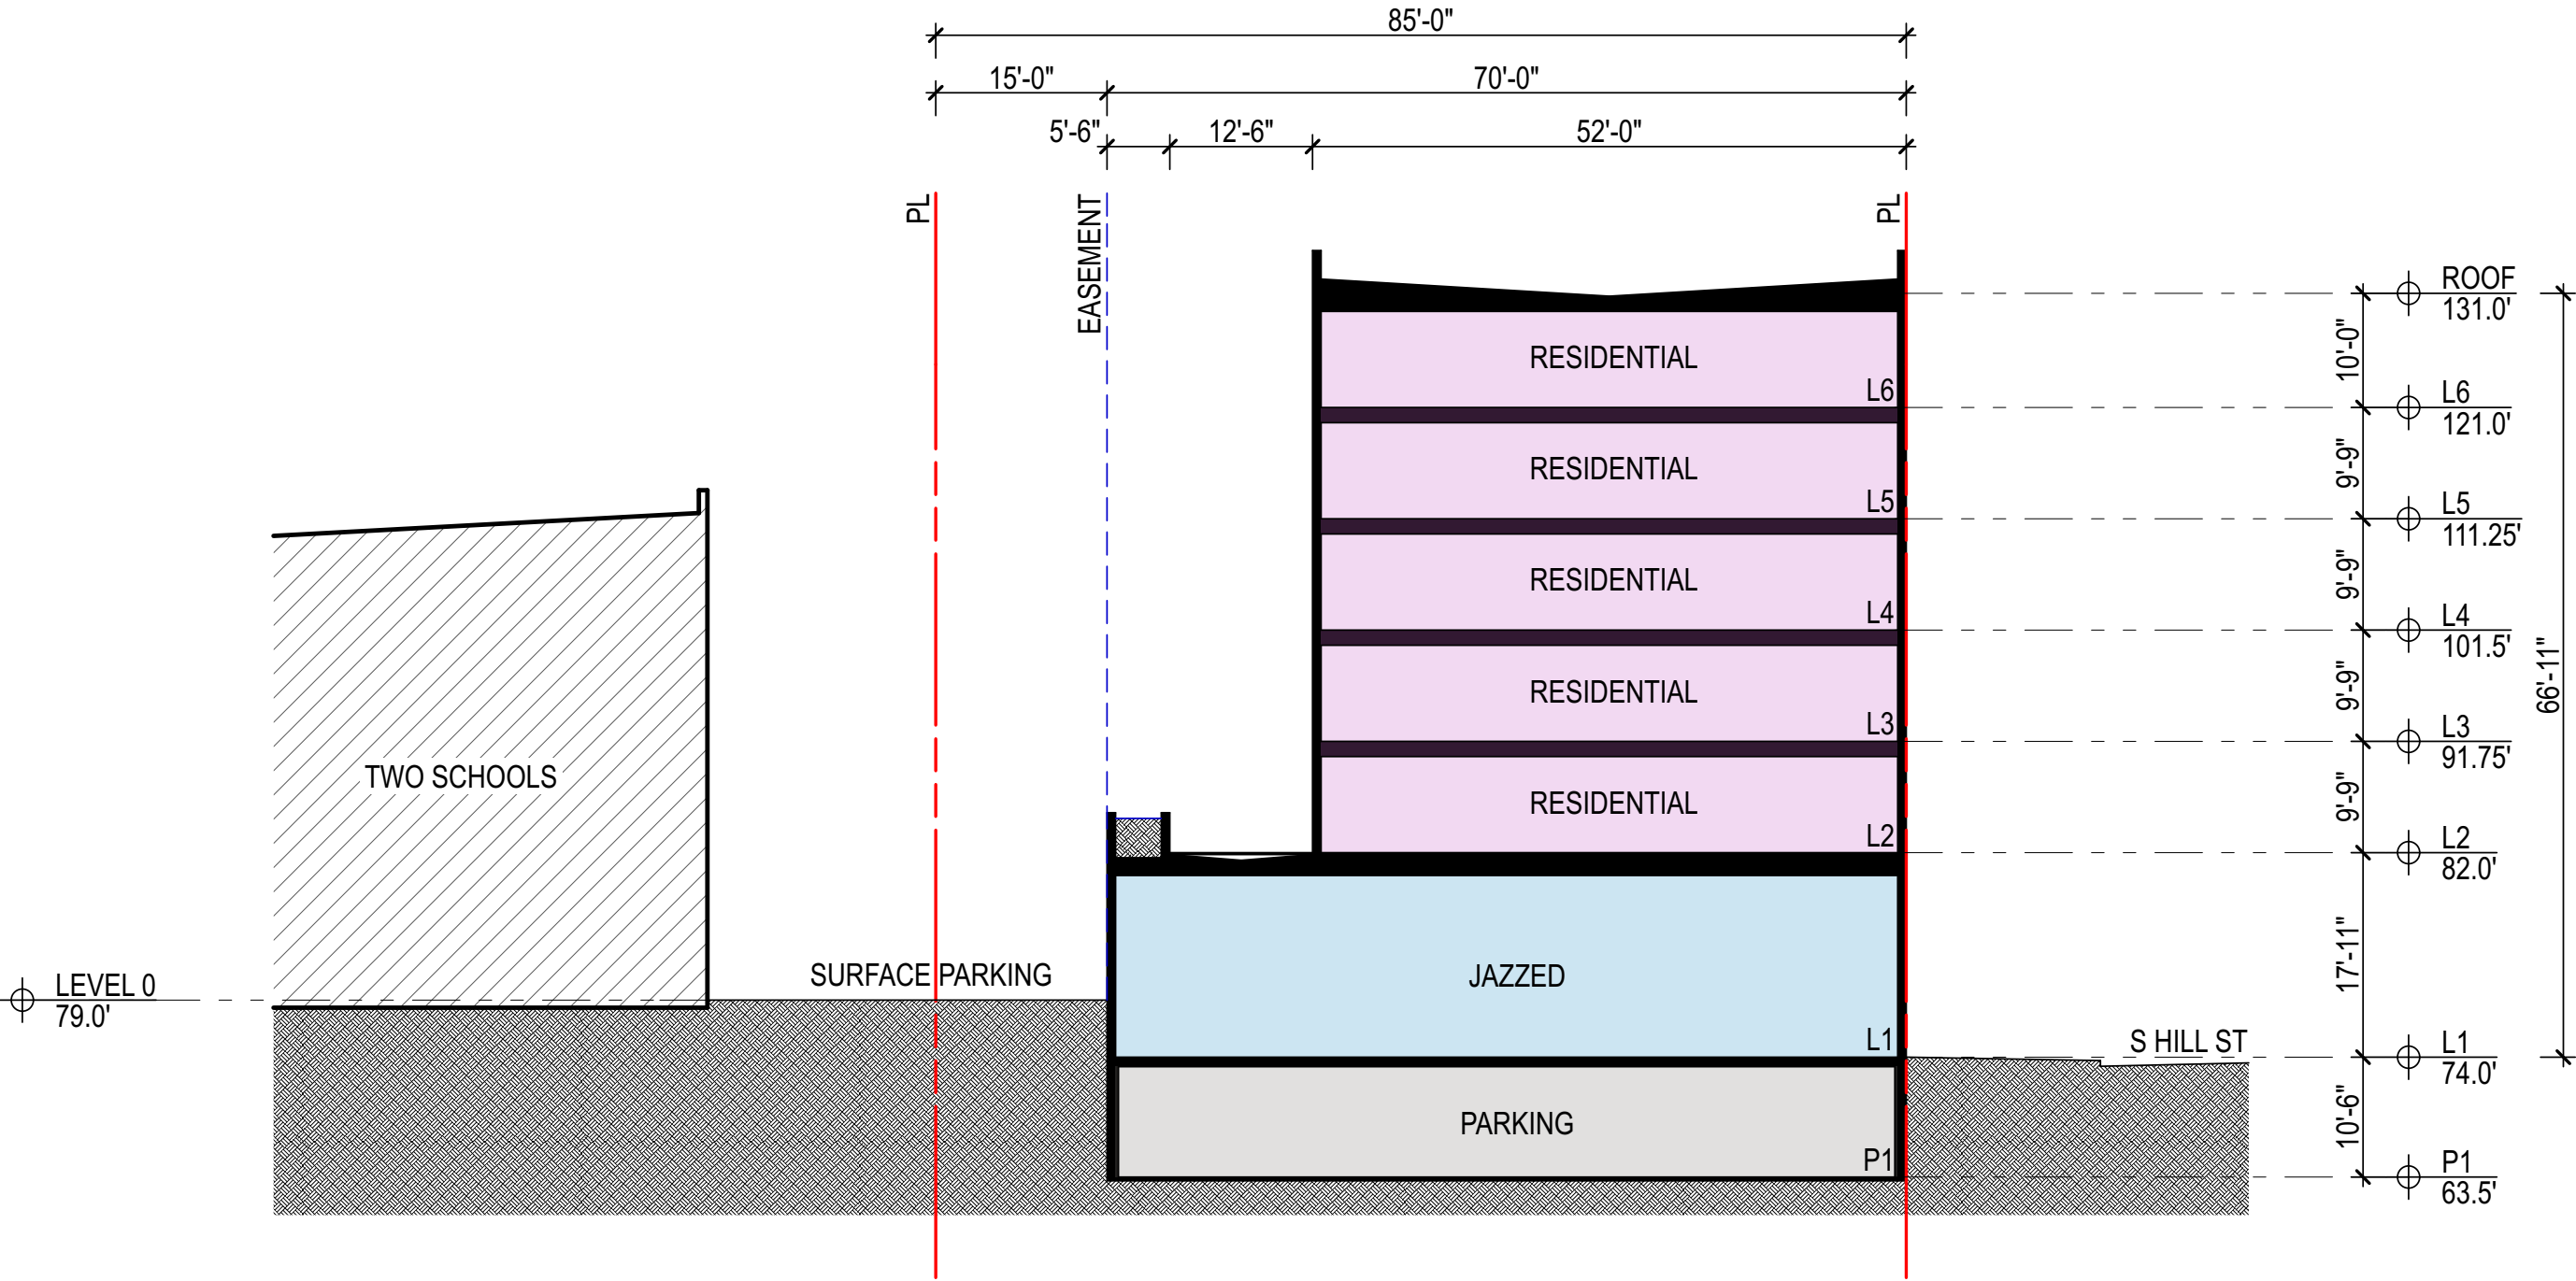 85'-0"
15'-0"
70'-0"
5'-6"
12'-6"
52'-0"
PL
EASEMENT
PL
ROOF
131.0'
10'-0"
RESIDENTIAL
L6
L6
121.0'
9'-9"
RESIDENTIAL
L5
L5
111.25'
9'-9"
RESIDENTIAL
L4
L4
101.5'
9'-9"
66'-11"
RESIDENTIAL
L3
L3
91.75'
9'-9"
TWO SCHOOLS
RESIDENTIAL
L2
L2
82.0'
17'-11"
LEVEL 0
79.0'
SURFACE PARKING
JAZZED
L1
S HILL ST
L1
74.0'
10'-6"
PARKING
P1
P1
63.5'